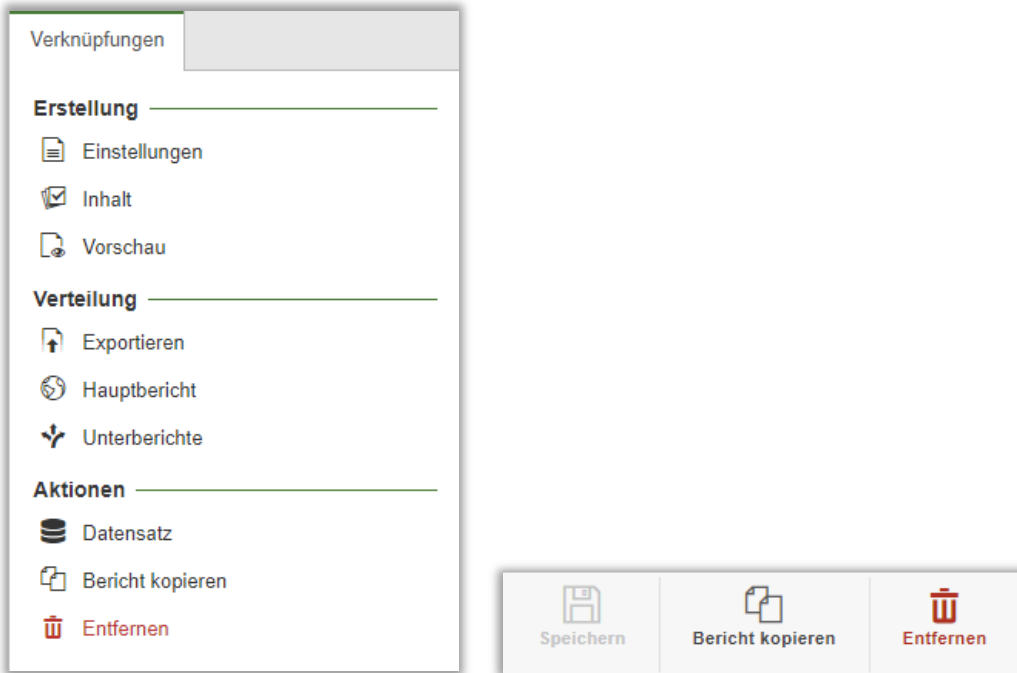 Verknüpfungen
Erstellung
Einstellungen
Inhalt
Vorschau
Verteilung
Exportieren
Hauptbericht
Unterberichte
Aktionen
Datensatz
Bericht kopieren
Entfernen
Speichern
Bericht kopieren
Entfernen